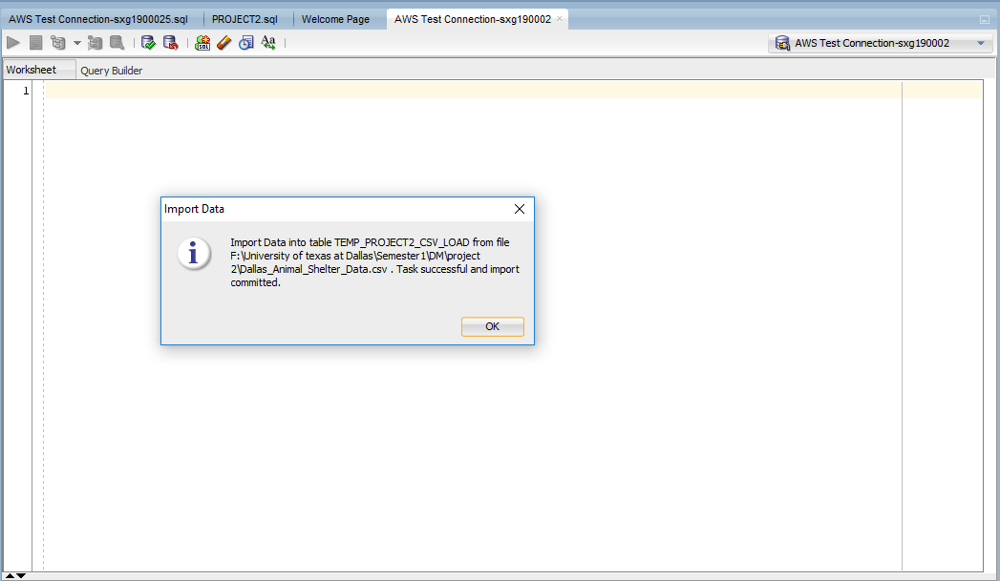 AWS Test Connection-sxg1900025.sql PROJECT2.sql Welcome Page AWS Test Connection-sxg190002
SQL Aa AWS Test Connection-sxg190002
Worksheet Query Builder
1
Import Data
i Import Data into table TEMP_PROJECT2_CSV_LOAD from file
F:\University of texas at Dallas\Semester1\DM\project
2\Dallas_Animal_Shelter_Data.csv . Task successful and import
committed.
OK